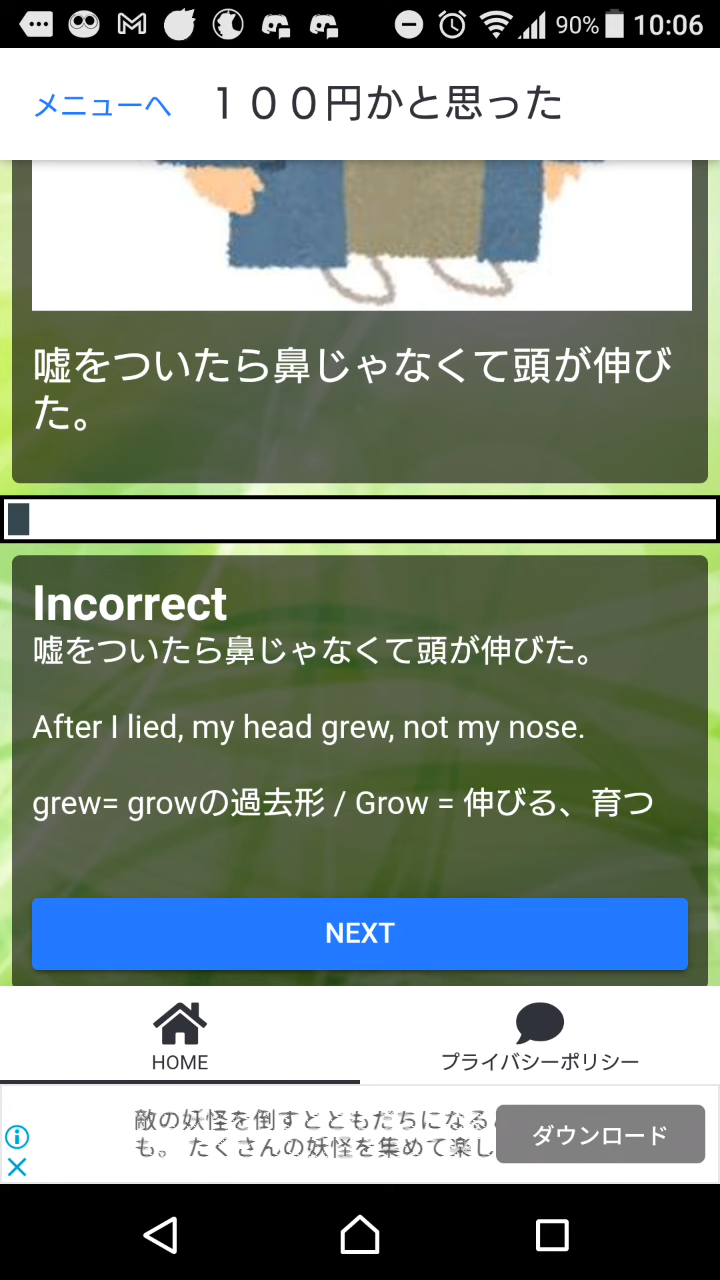 90% 10:06
メニューへ １００円かと思った
嘘をついたら鼻じゃなくて頭が伸び
た。
Incorrect
嘘をついたら鼻じゃなくて頭が伸びた。
After I lied, my head grew, not my nose.
grew= growの過去形 / Grow = 伸びる、育つ
NEXT
HOME プライバシーポリシー
敵の妖怪を倒すとともだちになる
も。 たくさんの妖怪を集めて楽し
ダウンロード